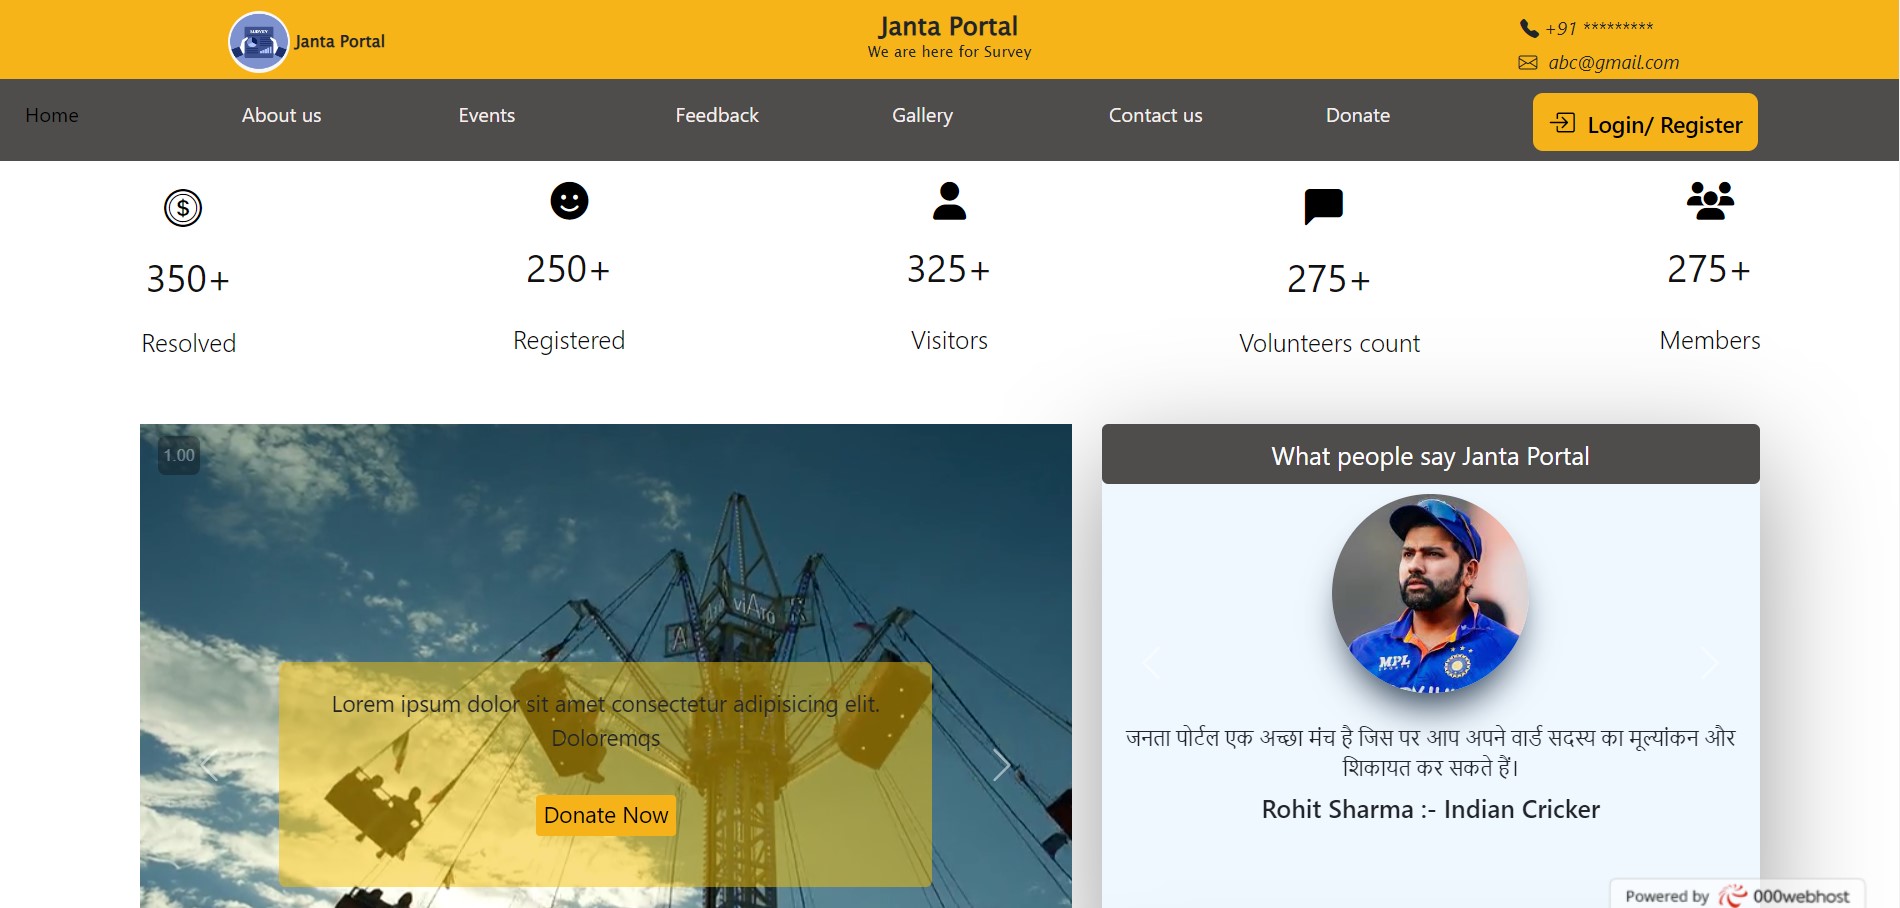 SURVEY
Janta Portal
Janta Portal
We are here for Survey
+91 *********
abc@gmail.com
Home
About us
Events
Feedback
Gallery
Contact us
Donate
Login/ Register
350+
250+
325+
275+
275+
Resolved
Registered
Visitors
Volunteers count
Members
1.00
Lorem ipsum dolor sit amet consectetur adipisicing elit.
Doloremqs
Donate Now
What people say Janta Portal
MPL
जनता पोर्टल एक अच्छा मंच है जिस पर आप अपने वार्ड सदस्य का मूल्यांकन और
शिकायत कर सकते हैं।
Rohit Sharma :- Indian Cricker
Powered by 000webhost